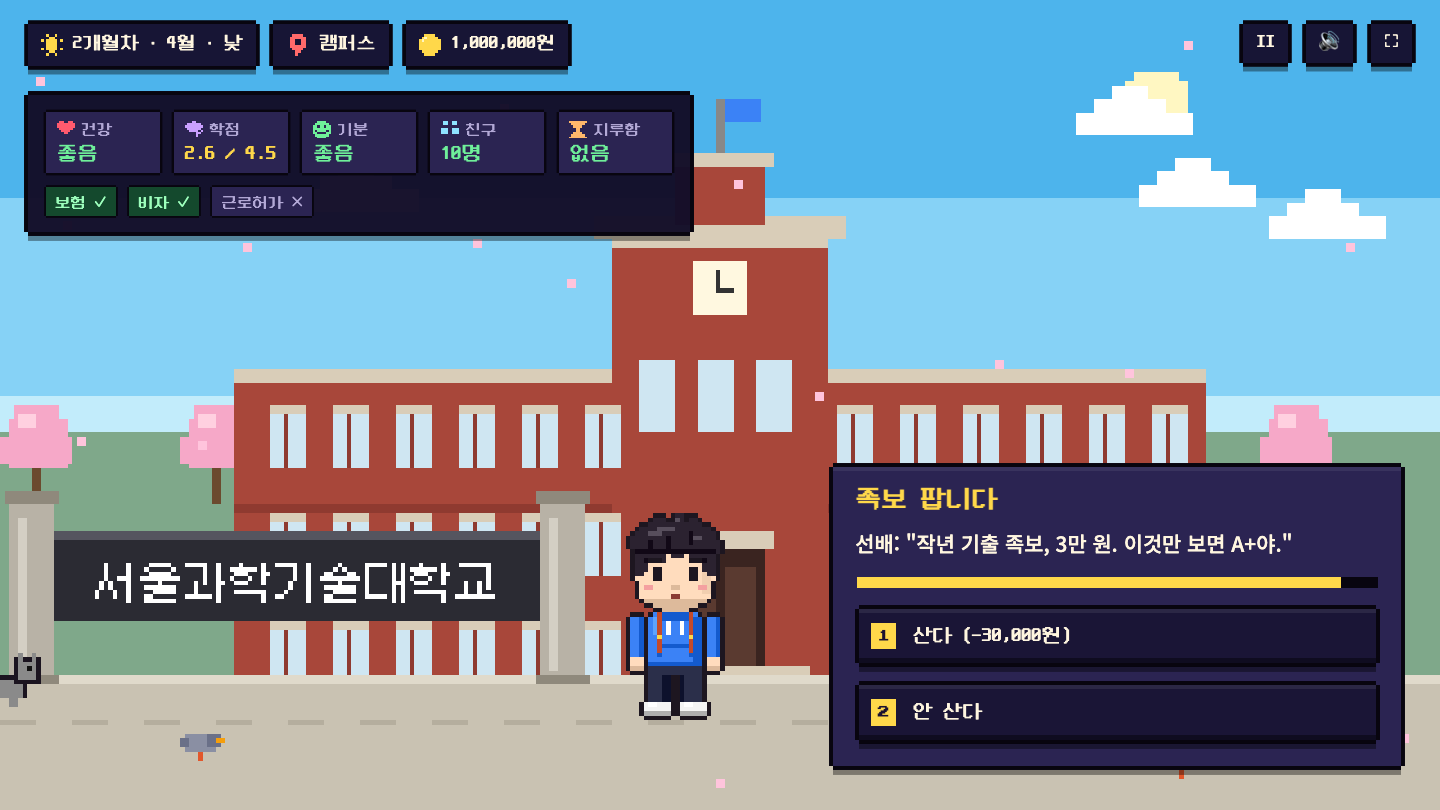 2개월차 · 4월 · 낮
캠퍼스
1,000,000원
II
건강
좋음
학점
2.6 / 4.5
기분
좋음
친구
10명
지루함
없음
보험 ✓
비자 ✓
근로허가 ✕
서울과학기술대학교
족보 팝니다
선배: "작년 기출 족보, 3만 원. 이것만 보면 A+야."
1 산다 (-30,000원)
2 안 산다